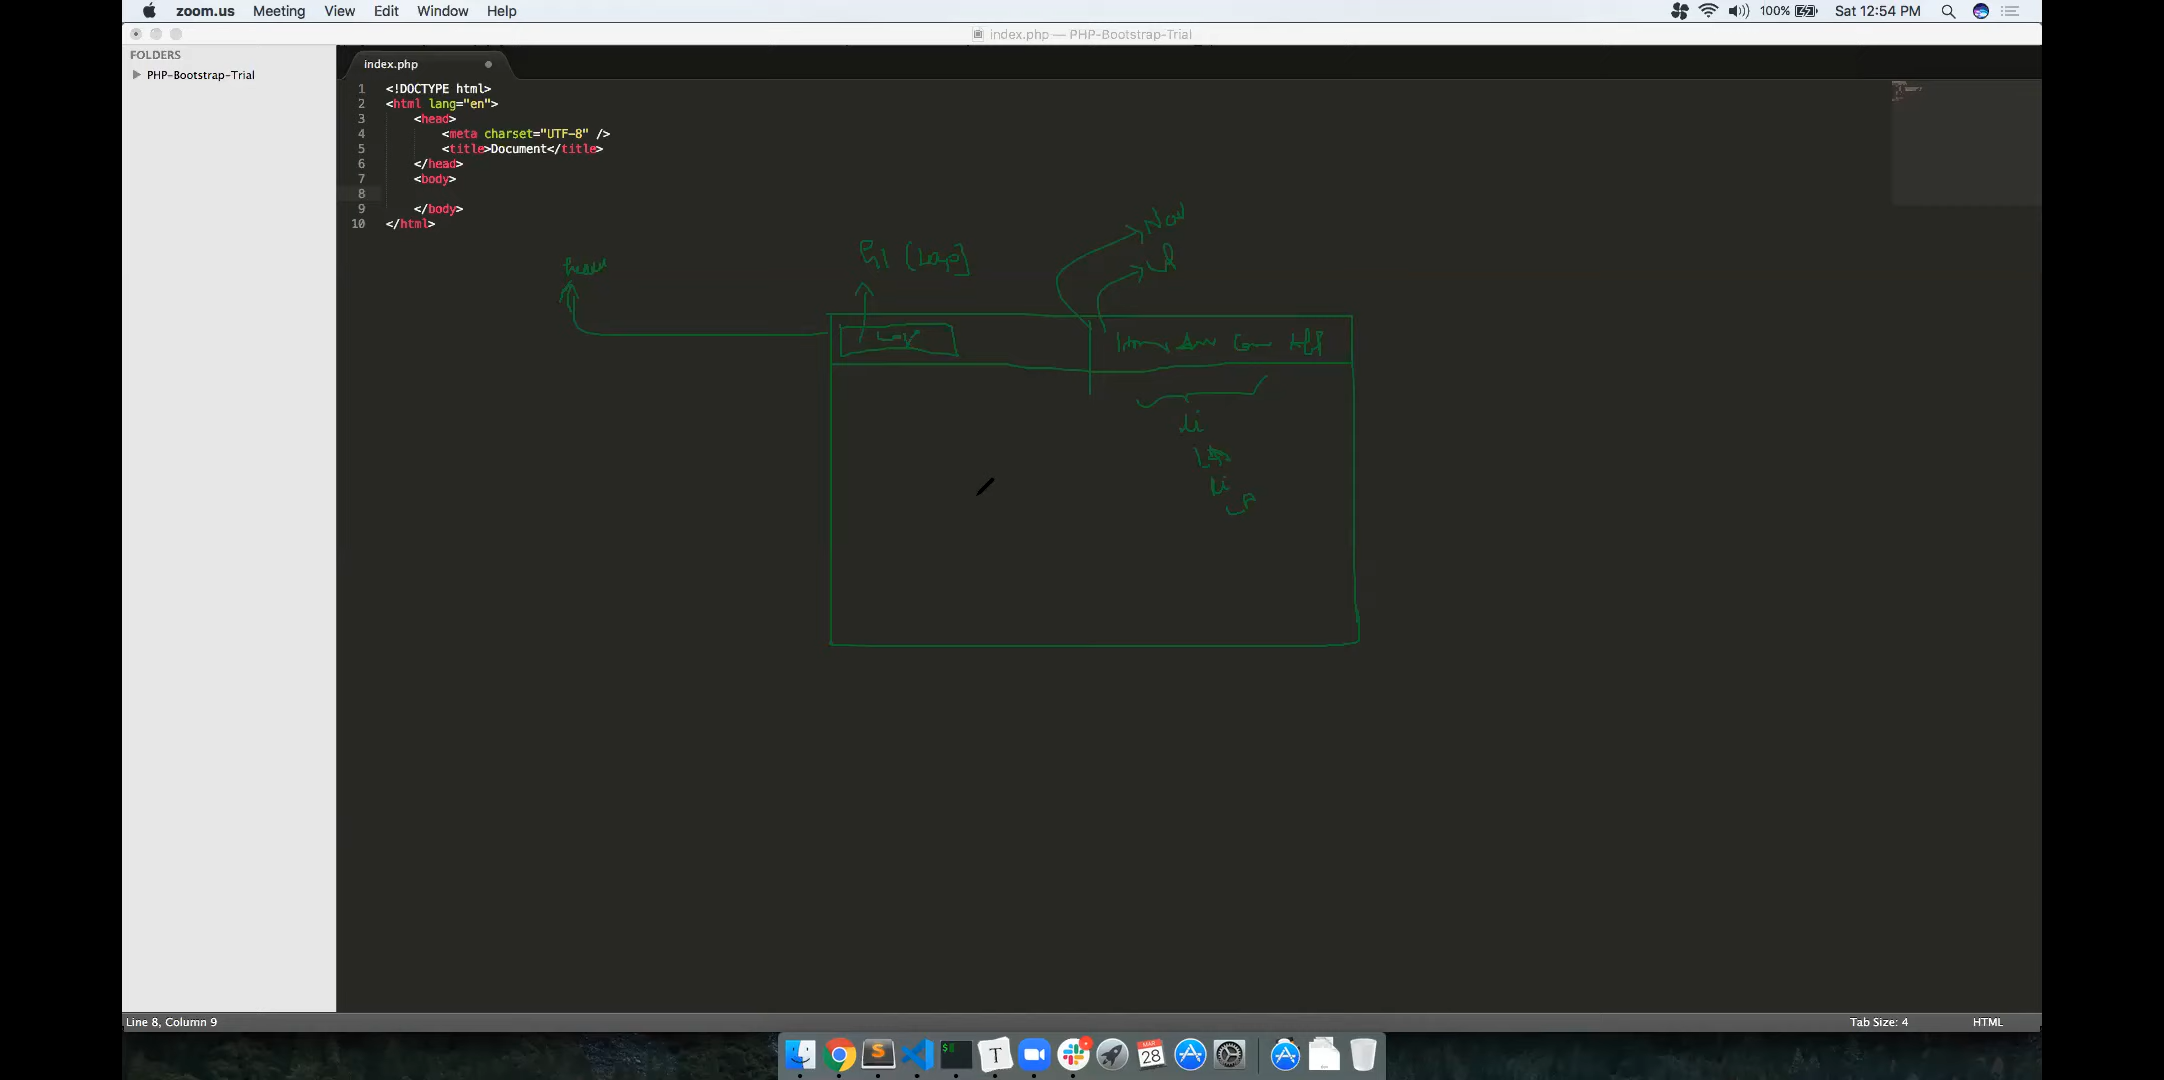 zoom.us Meeting View Edit Window Help 100% Sat 12:54 PM
index.php — PHP-Bootstrap-Trial
FOLDERS
PHP-Bootstrap-Trial
index.php
1 <!DOCTYPE html>
2 <html lang="en">
3 <head>
4 <meta charset="UTF-8" />
5 <title>Document</title>
6 </head>
7 <body>
8
9 </body>
10 </html>
li
li
Line 8, Column 9
Tab Size: 4 HTML
S
$
T
MAR
28